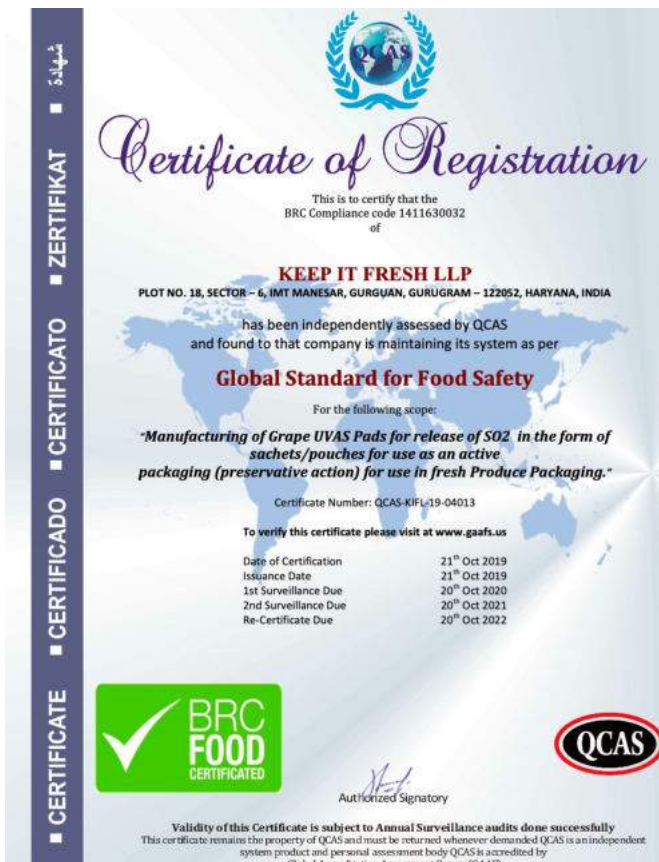 QCAS
Certificate of Registration
This is to certify that the
BRC Compliance code 1411630032
of
KEEP IT FRESH LLP
PLOT NO. 18, SECTOR – 6, IMT MANESAR, GURGUAN, GURUGRAM – 122052, HARYANA, INDIA
has been independently assessed by QCAS
and found to that company is maintaining its system as per
Global Standard for Food Safety
For the following scope:
"Manufacturing of Grape UVAS Pads for release of SO2 in the form of
sachets/pouches for use as an active
packaging (preservative action) for use in fresh Produce Packaging."
Certificate Number: QCAS-KIFL-19-04013
To verify this certificate please visit at www.gaafs.us
Date of Certification 21th Oct 2019
Issuance Date 21th Oct 2019
1st Surveillance Due 20th Oct 2020
2nd Surveillance Due 20th Oct 2021
Re-Certificate Due 20th Oct 2022
BRC
FOOD
CERTIFICATED
QCAS
Authorized Signatory
Validity of this Certificate is subject to Annual Surveillance audits done successfully
This certificate remains the property of QCAS and must be returned whenever demanded QCAS is an independent
system product and personal assessment body QCAS is accredited by
■ CERTIFICATE ■ CERTIFICADO ■ CERTIFICATO ■ ZERTIFIKAT ■ شهادة